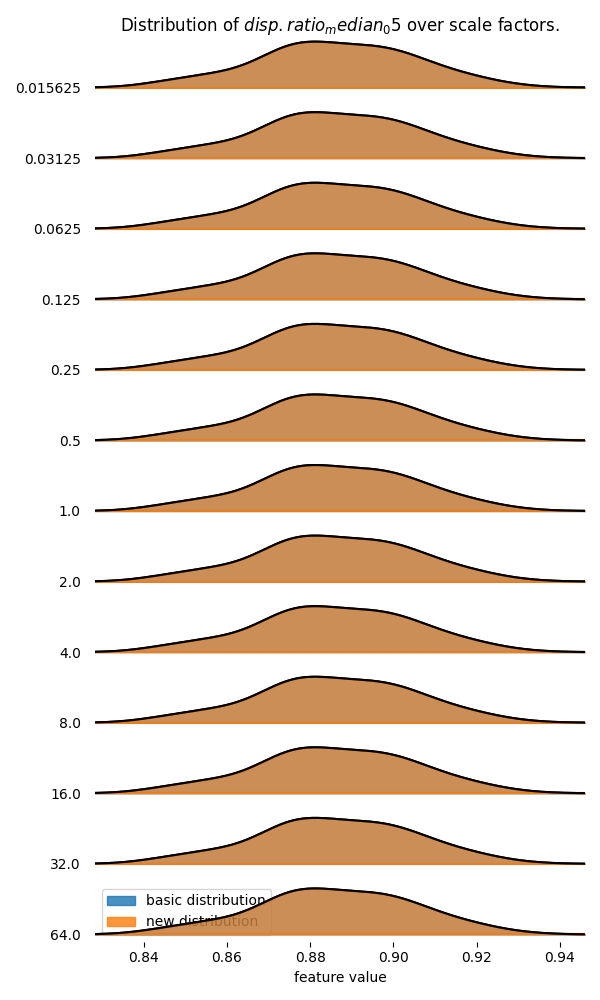 Distribution of disp.ratio_median_05 over scale factors.
0.015625
0.03125
0.0625
0.125
0.25
0.5
1.0
2.0
4.0
8.0
16.0
32.0
basic distribution
new distribution
64.0
0.84 0.86 0.88 0.90 0.92 0.94
feature value